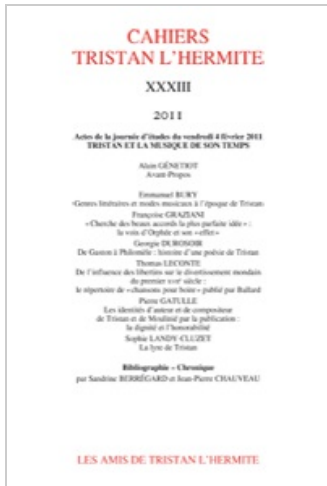 CAHIERS
TRISTAN L'HERMITE
XXXIII
2011
Actes de la journée d'études du vendredi 4 février 2011
TRISTAN ET LA MUSIQUE DE SON TEMPS
Alain GÉNETIOT
Avant-Propos
Emmanuel BURY
Genres littéraires et modes musicaux à l'époque de Tristan
Françoise GRAZIANI
« Cherche des beaux accords la plus parfaite idée » :
la voix d'Orphée et son « effet »
Georgie DUROSOIR
De Gaston à Philomèle : histoire d'une poésie de Tristan
Thomas LECONTE
De l'influence des libertins sur le divertissement mondain
du premier XVIIe siècle :
le répertoire de « chansons pour boire » publié par Ballard
Pierre GATULLE
Les identités d'auteur et de compositeur
de Tristan et de Moulinié par la publication :
la dignité et l'honorabilité
Sophie LANDY-CLUZET
La lyre de Tristan
Bibliographie – Chronique
par Sandrine BERRÉGARD et Jean-Pierre CHAUVEAU
LES AMIS DE TRISTAN L'HERMITE